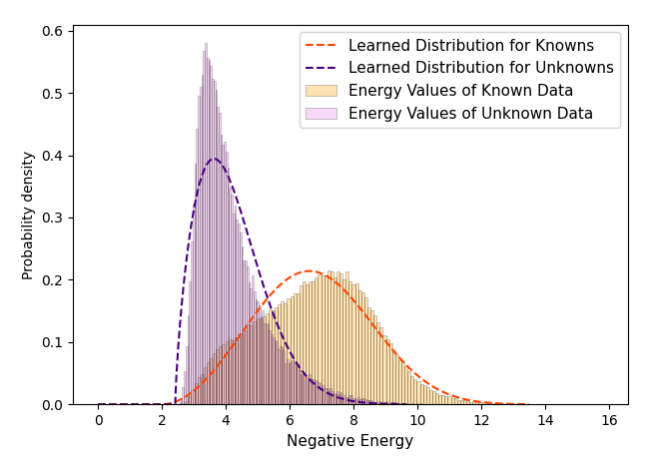 Learned Distribution for Knowns
Learned Distribution for Unknowns
Energy Values of Known Data
Energy Values of Unknown Data
0.6
0.5
0.4
0.3
0.2
0.1
0.0
Probability density
0 2 4 6 8 10 12 14 16
Negative Energy